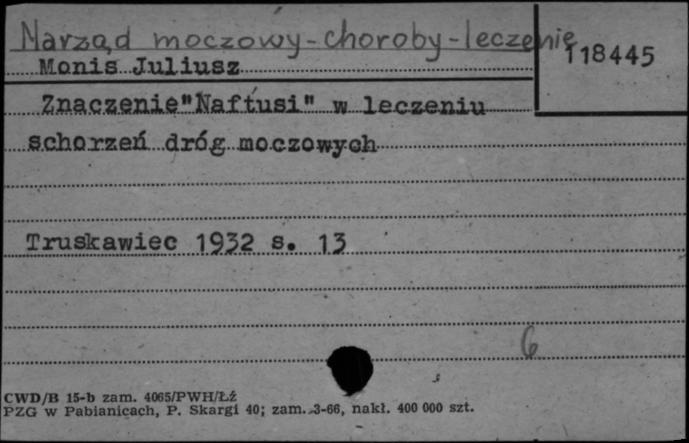 Narząd moczowy-choroby-leczenie
118445
Monis Juliusz
Znaczenie"Naftusi" w leczeniu
schorzeń dróg moczowych
Truskawiec 1932 s. 13
6
CWD/B 15-b zam. 4065/PWH/Łź
PZG w Pabianicach, P. Skargi 40; zam. 3-66, nakł. 400 000 szt.